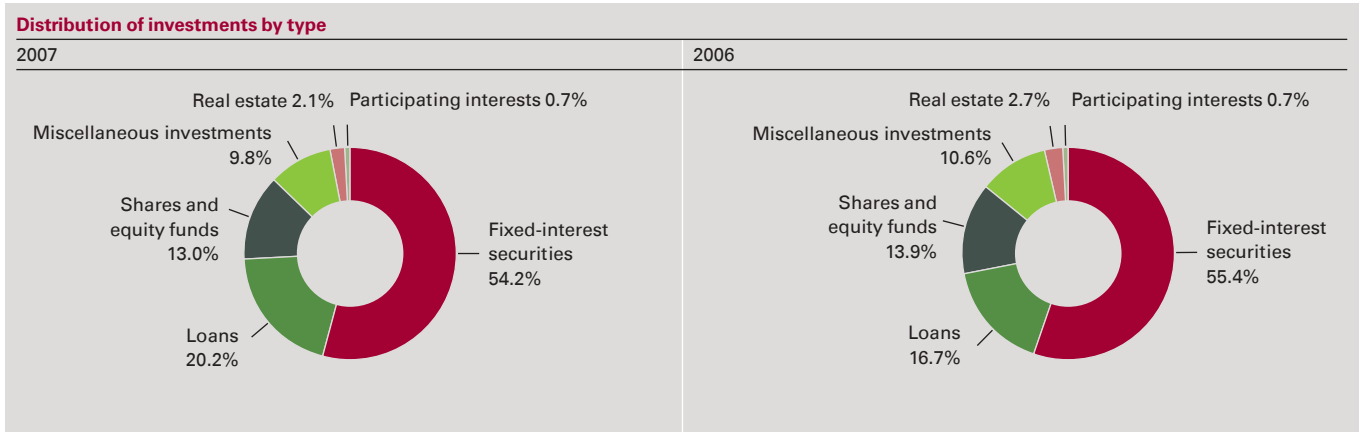 Distribution of investments by type
2007
Real estate 2.1%
Participating interests 0.7%
Miscellaneous investments
9.8%
Shares and
equity funds
13.0%
Fixed-interest
securities
54.2%
Loans
20.2%
2006
Real estate 2.7%
Participating interests 0.7%
Miscellaneous investments
10.6%
Shares and
equity funds
13.9%
Fixed-interest
securities
55.4%
Loans
16.7%